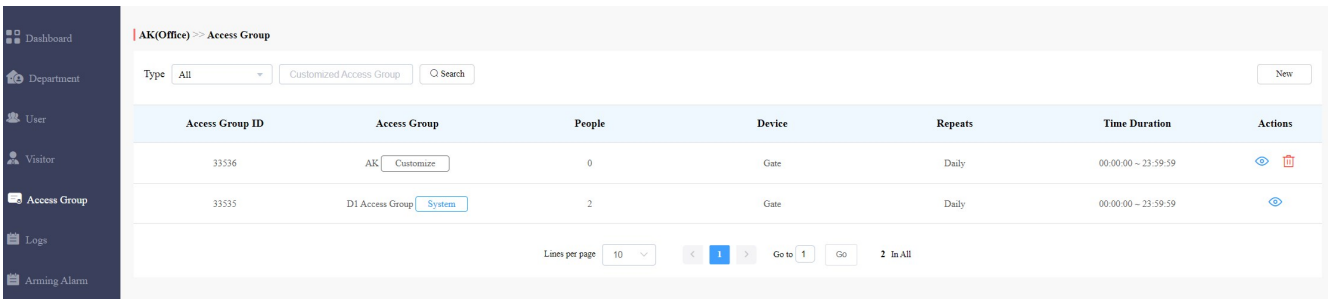 Dashboard
Department
User
Visitor
Access Group
Logs
Arming Alarm
AK(Office) >> Access Group
Type All Customized Access Group Search New
Access Group ID Access Group People Device Repeats Time Duration Actions
33536 AK Customize 0 Gate Daily 00:00:00 ~ 23:59:59
33535 D1 Access Group System 2 Gate Daily 00:00:00 ~ 23:59:59
Lines per page 10 < 1 > Go to 1 Go 2 In All